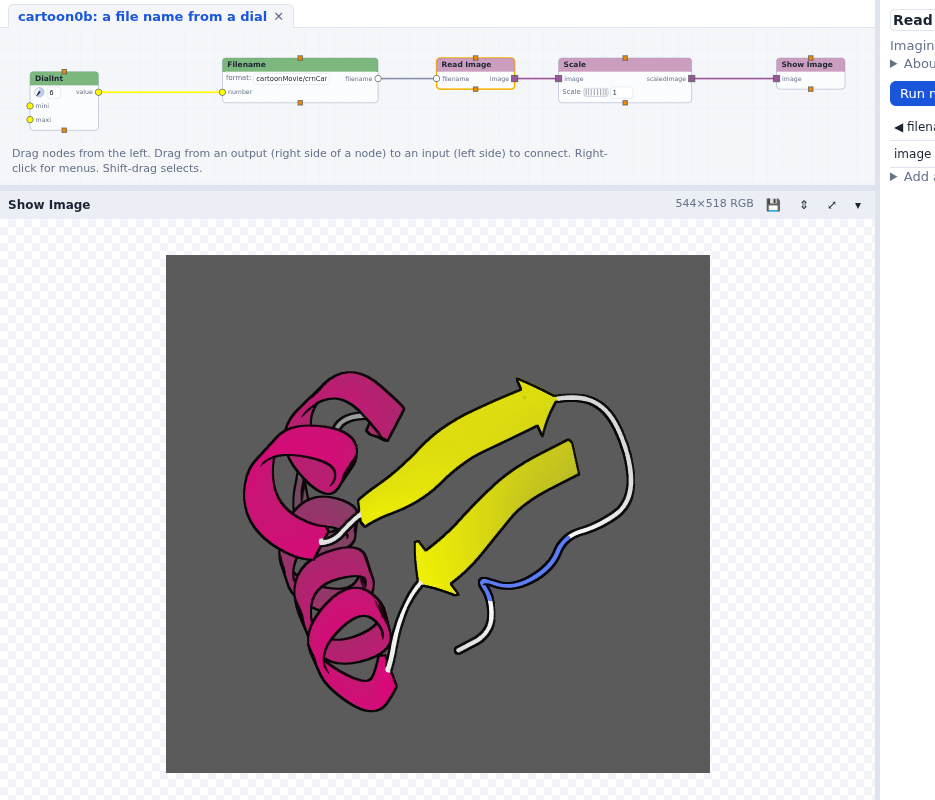 cartoon0b: a file name from a dial ✕
DialInt
6
value
mini
maxi
Filename
format: cartoonMovie/crnCar
filename
number
Read Image
filename
image
Scale
image
scaledImage
Scale 1
Show Image
image
Drag nodes from the left. Drag from an output (right side of a node) to an input (left side) to connect. Right-
click for menus. Shift-drag selects.
Show Image
544×518 RGB
Read
Imagin
▶ Abou
Run n
◀ filena
image
▶ Add a